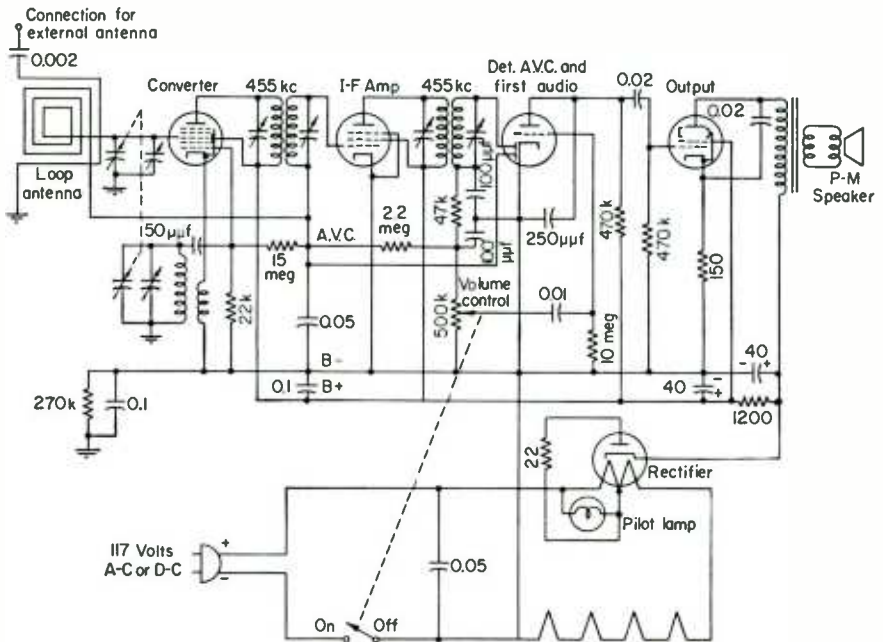 Connection for
external antenna
0.002
Converter
455 kc
I-F Amp
455 kc
Det. A.V.C. and
first audio
0.02
Output
0.02
Loop
antenna
P-M
Speaker
100μμf
47k
2.2
meg
A.V.C.
100
μμf
250μμf
470k
470k
150
150μμf
15
meg
22k
Volume
control
500k
0.01
10 meg
0.05
B-
0.1
B+
40
- +
40
-
+
1200
270k
0.1
22
Rectifier
Pilot lamp
117 Volts
A-C or D-C
+
-
0.05
On
Off